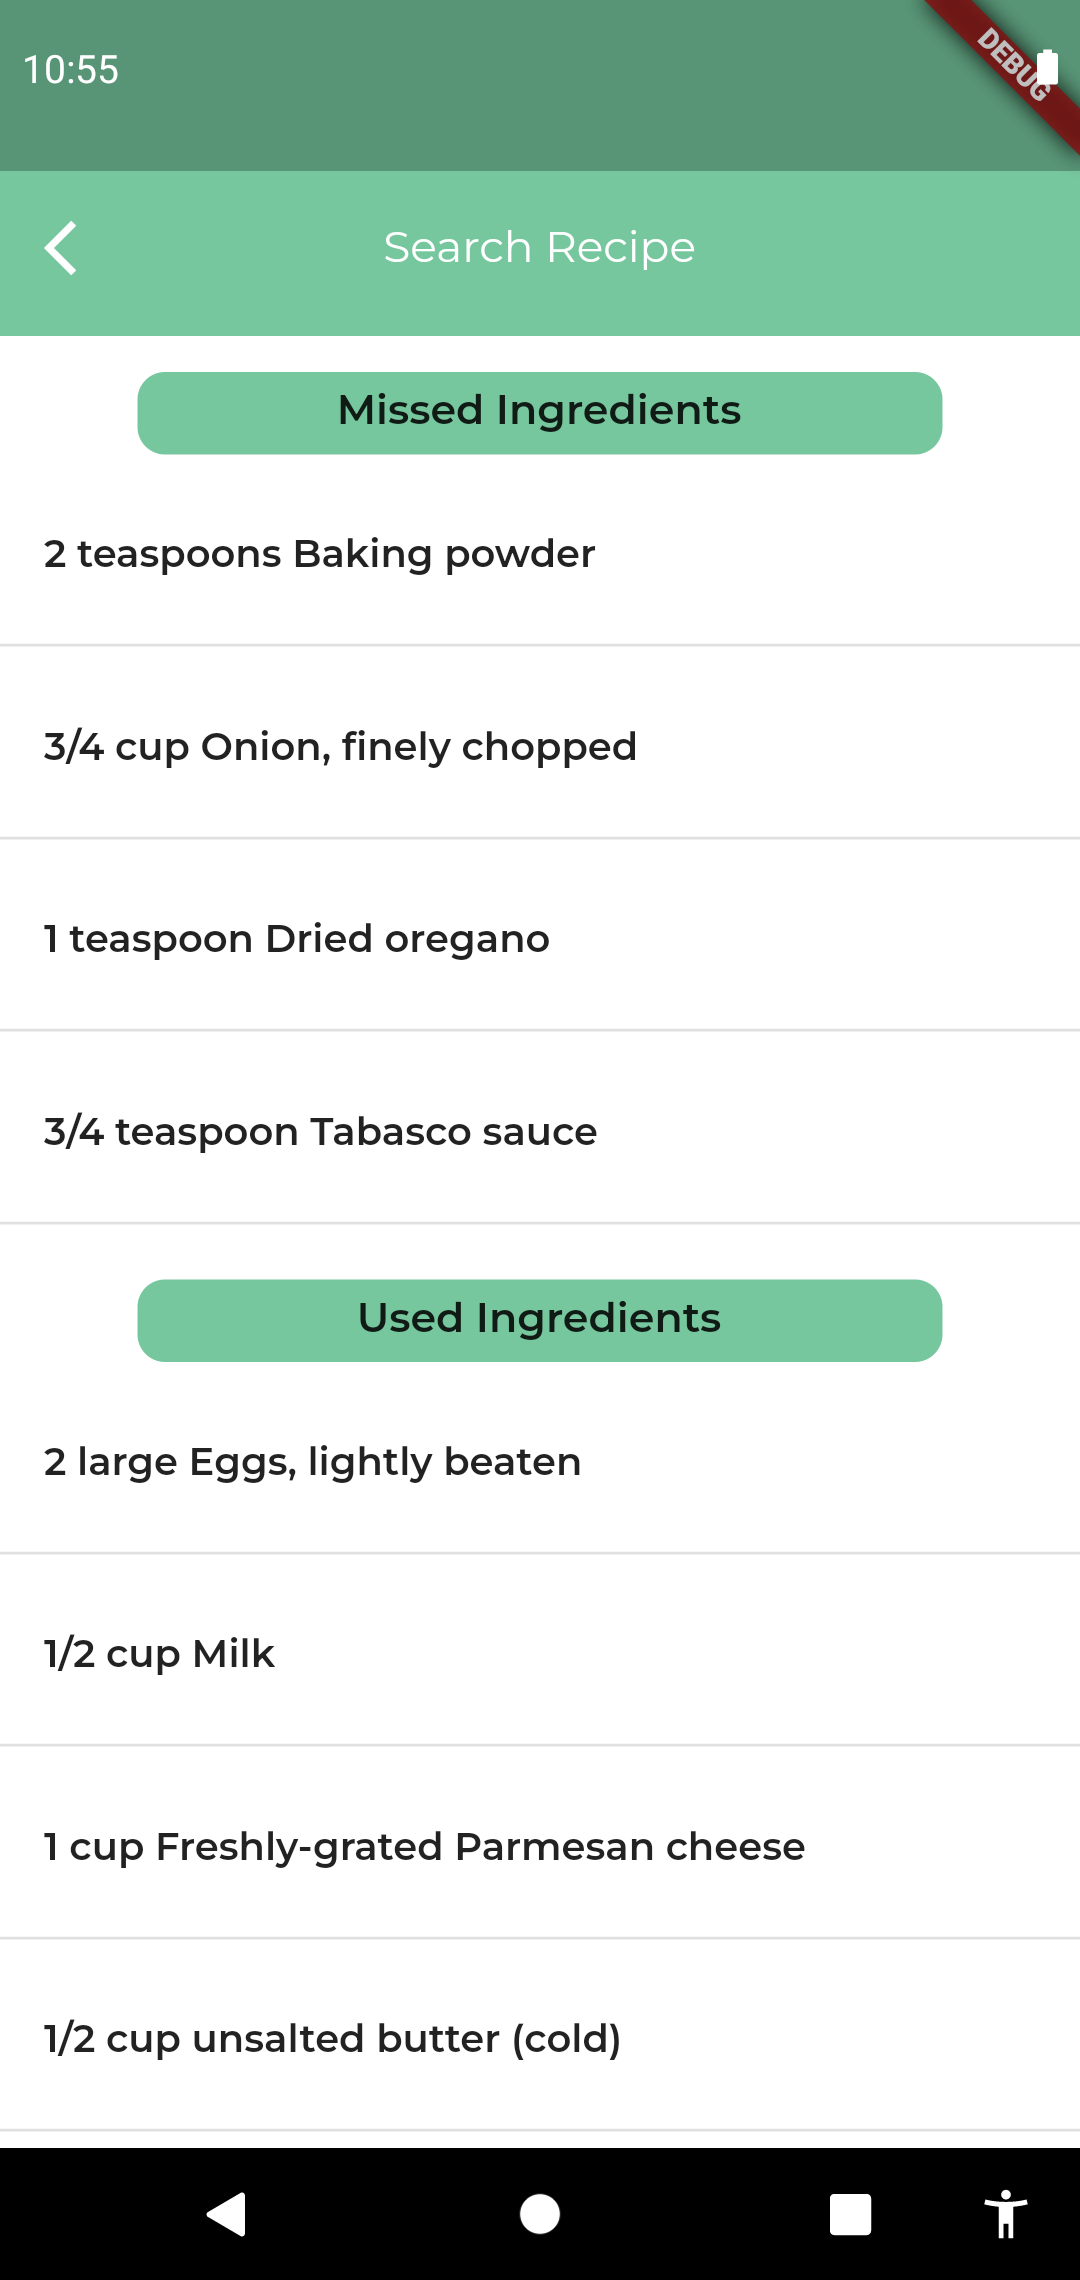 10:55
DEBUG
Search Recipe
Missed Ingredients
2 teaspoons Baking powder
3/4 cup Onion, finely chopped
1 teaspoon Dried oregano
3/4 teaspoon Tabasco sauce
Used Ingredients
2 large Eggs, lightly beaten
1/2 cup Milk
1 cup Freshly-grated Parmesan cheese
1/2 cup unsalted butter (cold)